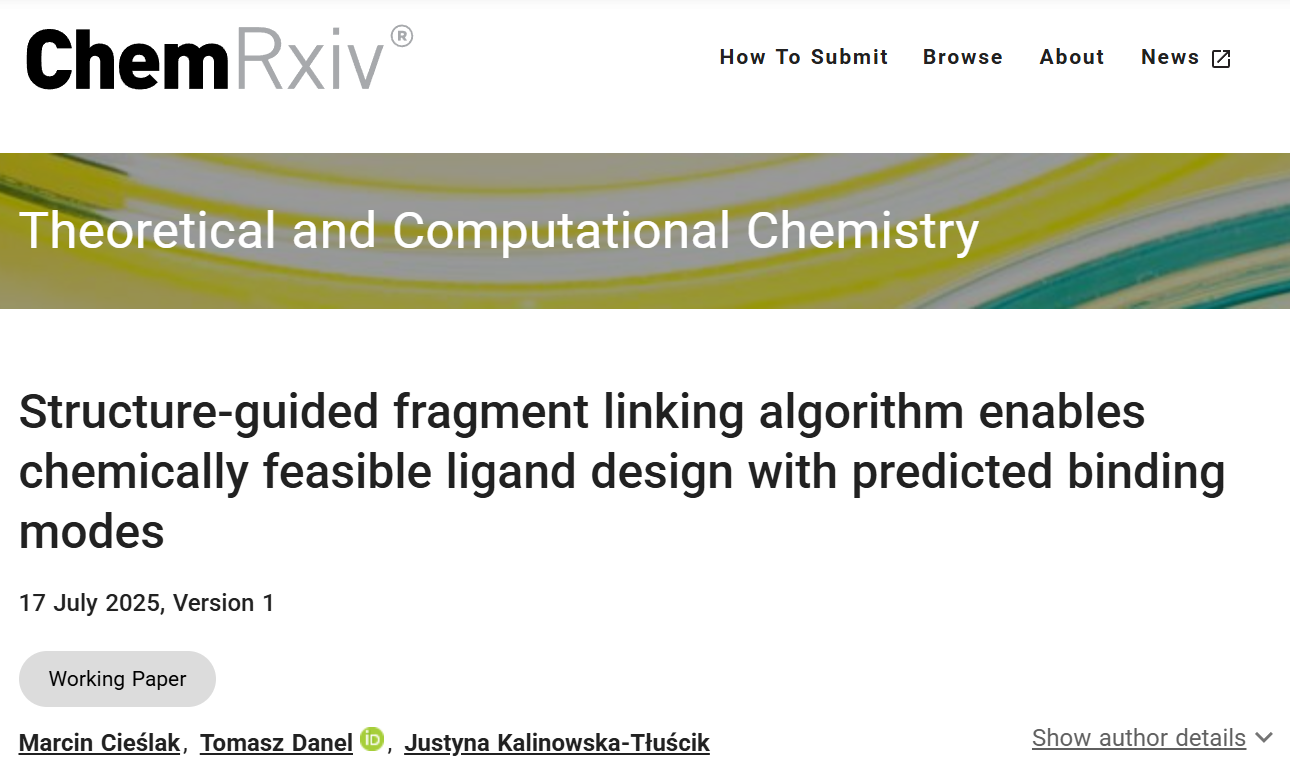 ChemRxiv®
How To Submit Browse About News
Theoretical and Computational Chemistry
Structure-guided fragment linking algorithm enables
chemically feasible ligand design with predicted binding
modes
17 July 2025, Version 1
Working Paper
Marcin Cieślak, Tomasz Danel iD, Justyna Kalinowska-Tłuścik
Show author details